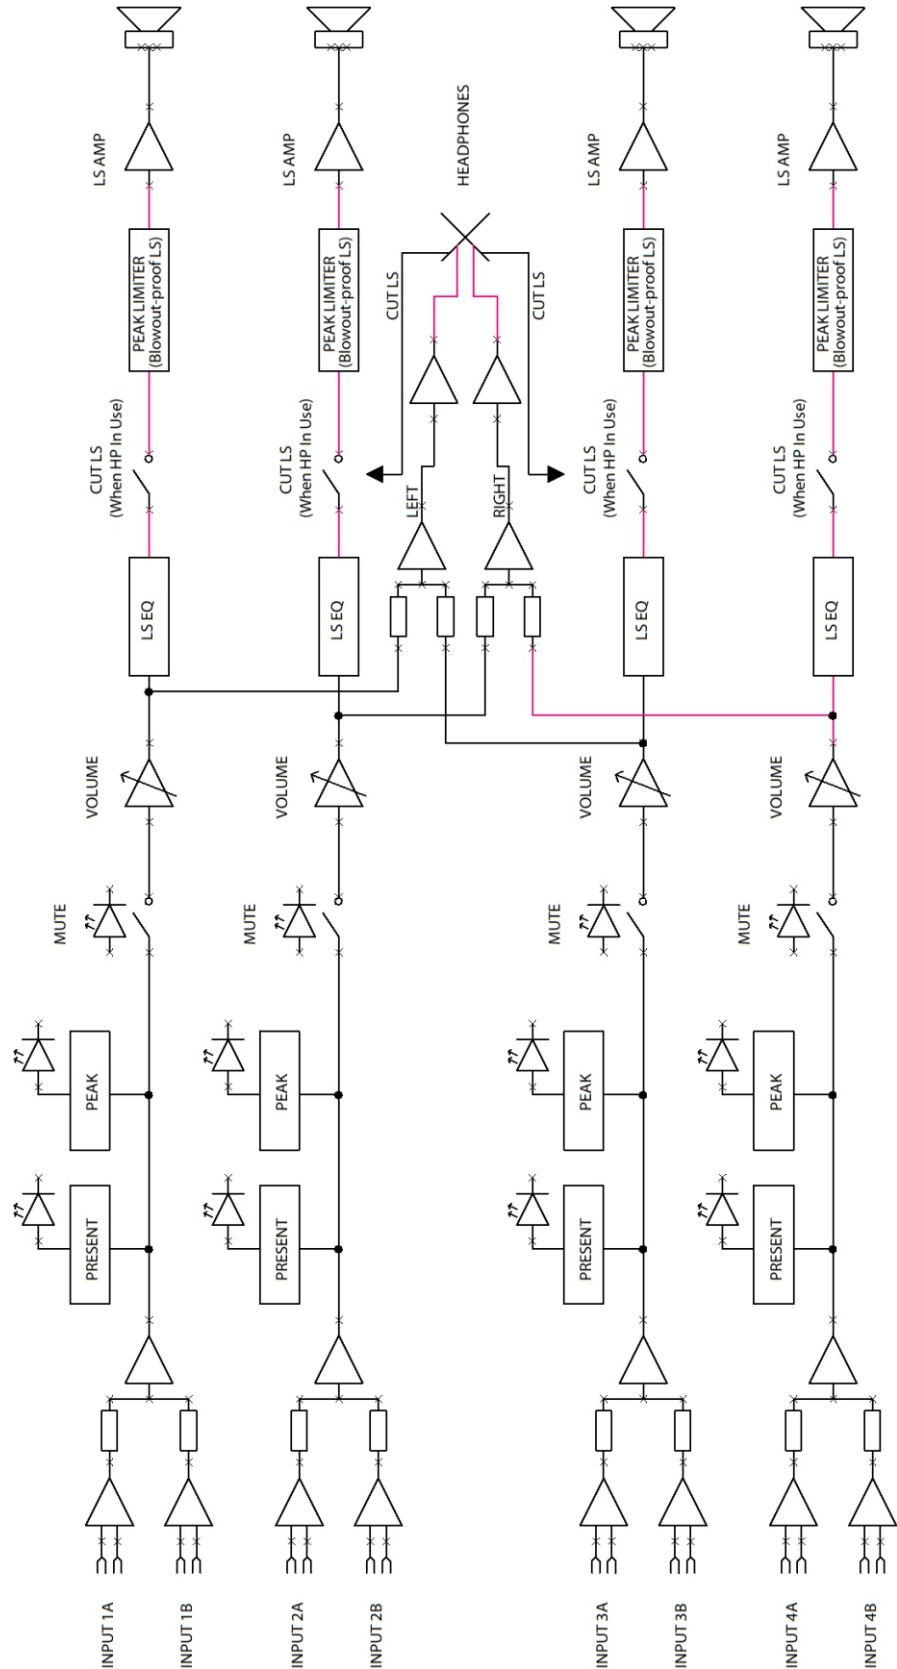 INPUT 1A
INPUT 1B
PRESENT
PEAK
MUTE
VOLUME
LS EQ
CUT LS
(When HP In Use)
PEAK LIMITER
(Blowout-proof LS)
LS AMP
INPUT 2A
INPUT 2B
PRESENT
PEAK
MUTE
VOLUME
LS EQ
CUT LS
(When HP In Use)
PEAK LIMITER
(Blowout-proof LS)
LS AMP
LEFT
CUT LS
HEADPHONES
RIGHT
CUT LS
INPUT 3A
INPUT 3B
PRESENT
PEAK
MUTE
VOLUME
LS EQ
CUT LS
(When HP In Use)
PEAK LIMITER
(Blowout-proof LS)
LS AMP
INPUT 4A
INPUT 4B
PRESENT
PEAK
MUTE
VOLUME
LS EQ
CUT LS
(When HP In Use)
PEAK LIMITER
(Blowout-proof LS)
LS AMP